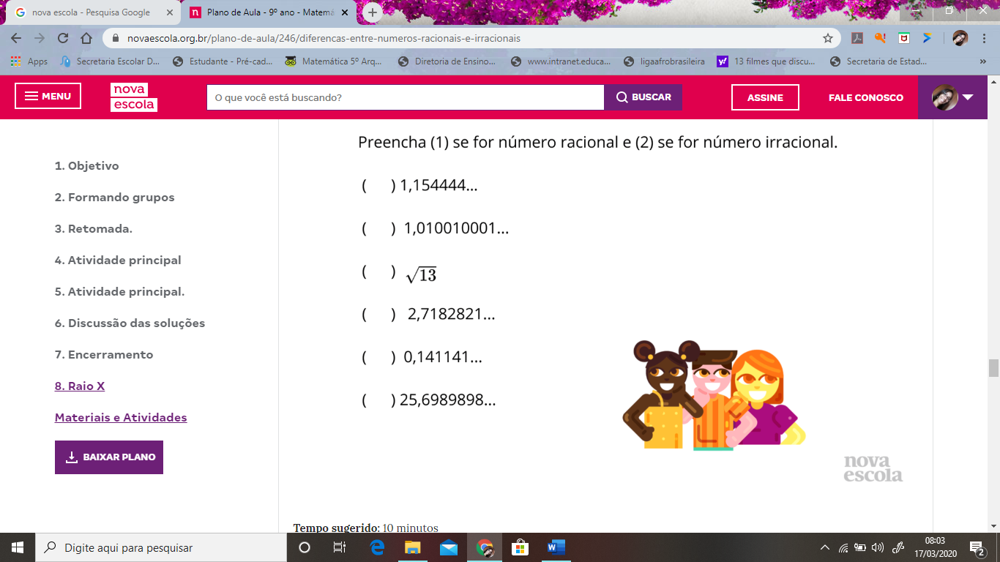 nova escola - Pesquisa Google
Plano de Aula - 9º ano - Matemá
novaescola.org.br/plano-de-aula/246/diferencas-entre-numeros-racionais-e-irracionais
Apps Secretaria Escolar D... Estudante - Pré-cad... Matemática 5º Arq... Diretoria de Ensino... www.intranet.educa... ligaafrobrasileira 13 filmes que discu... Secretaria de Estad... »
MENU
nova
escola
O que você está buscando?
BUSCAR
ASSINE
FALE CONOSCO
1. Objetivo
2. Formando grupos
3. Retomada.
4. Atividade principal
5. Atividade principal.
6. Discussão das soluções
7. Encerramento
8. Raio X
Materiais e Atividades
BAIXAR PLANO
Preencha (1) se for número racional e (2) se for número irracional.
( ) 1,154444...
( ) 1,010010001...
( ) √13
( ) 2,7182821...
( ) 0,141141...
( ) 25,6989898...
nova
escola
Tempo sugerido: 10 minutos
Digite aqui para pesquisar
08:03
17/03/2020
2